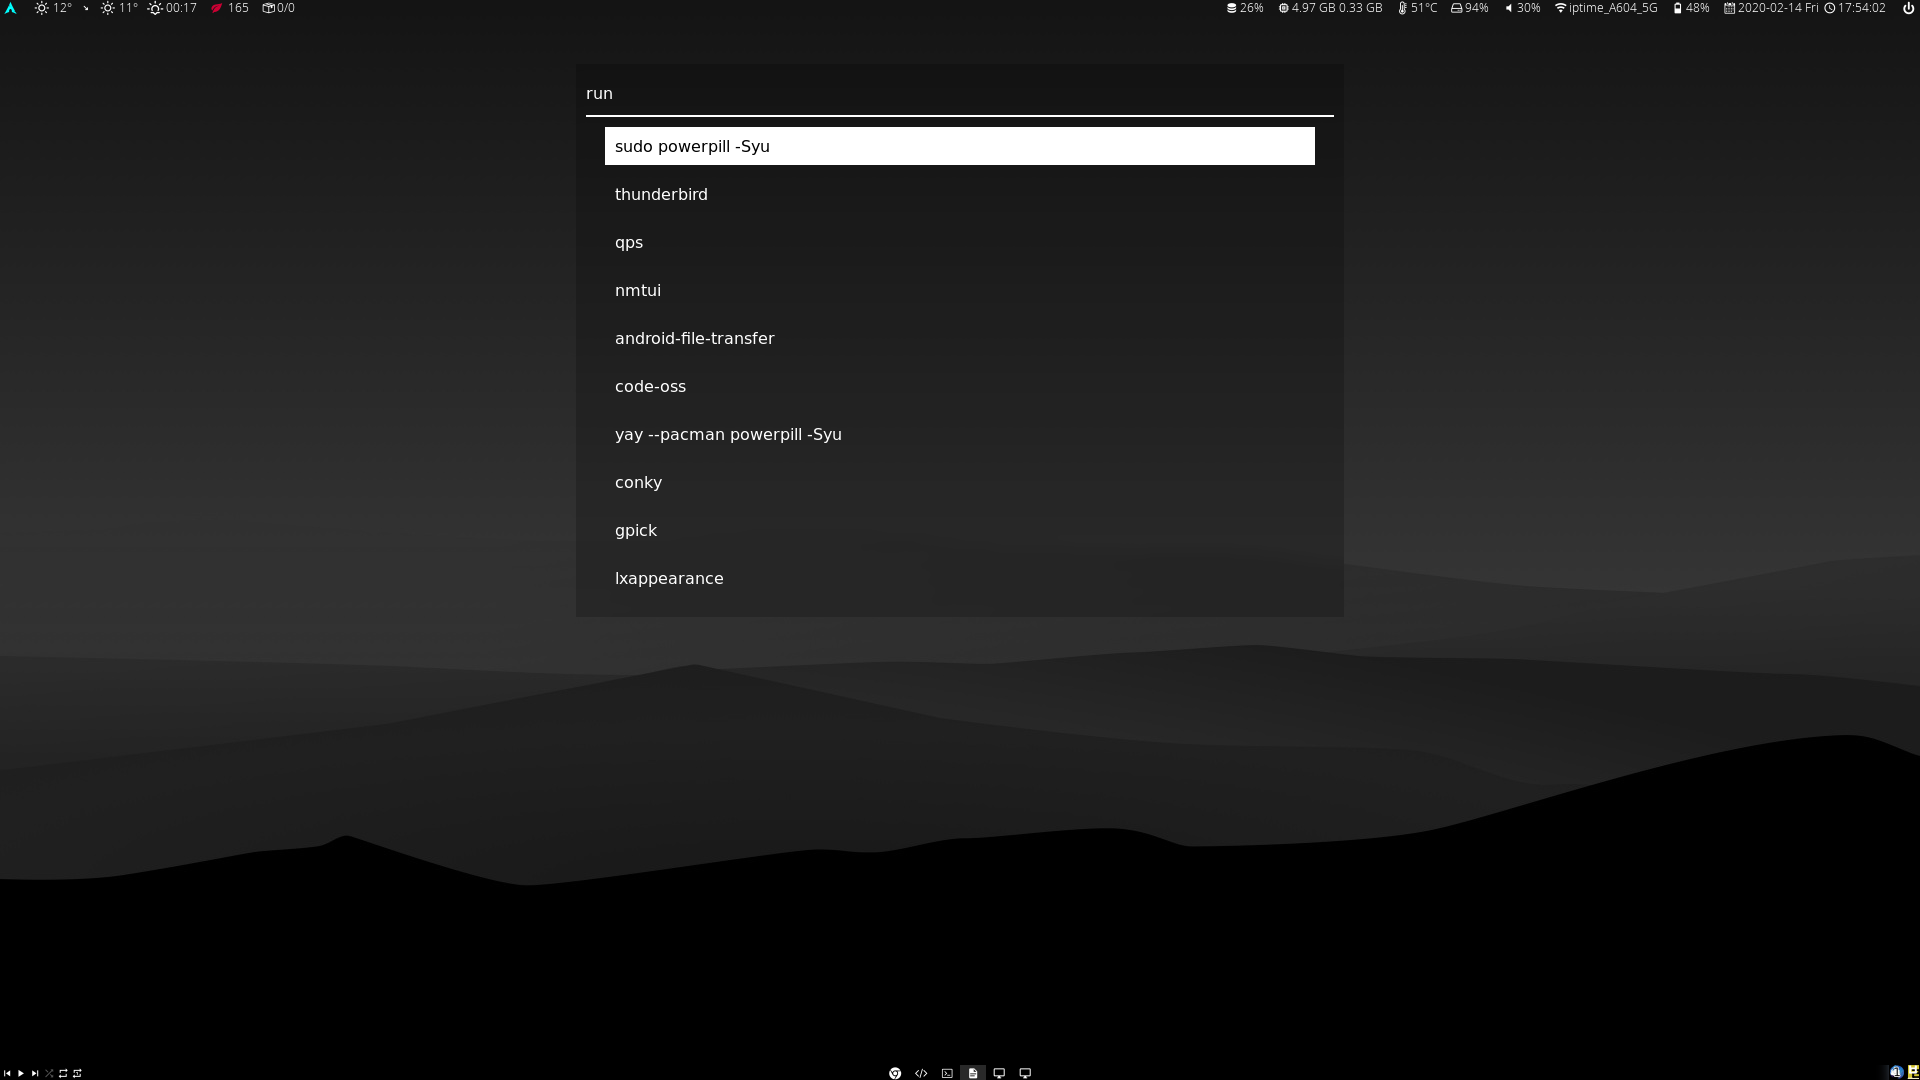 12° ↘ 11° 00:17 165 0/0
26% 4.97 GB 0.33 GB 51°C 94% 30% iptime_A604_5G 48% 2020-02-14 Fri 17:54:02
run
sudo powerpill -Syu
thunderbird
qps
nmtui
android-file-transfer
code-oss
yay --pacman powerpill -Syu
conky
gpick
lxappearance